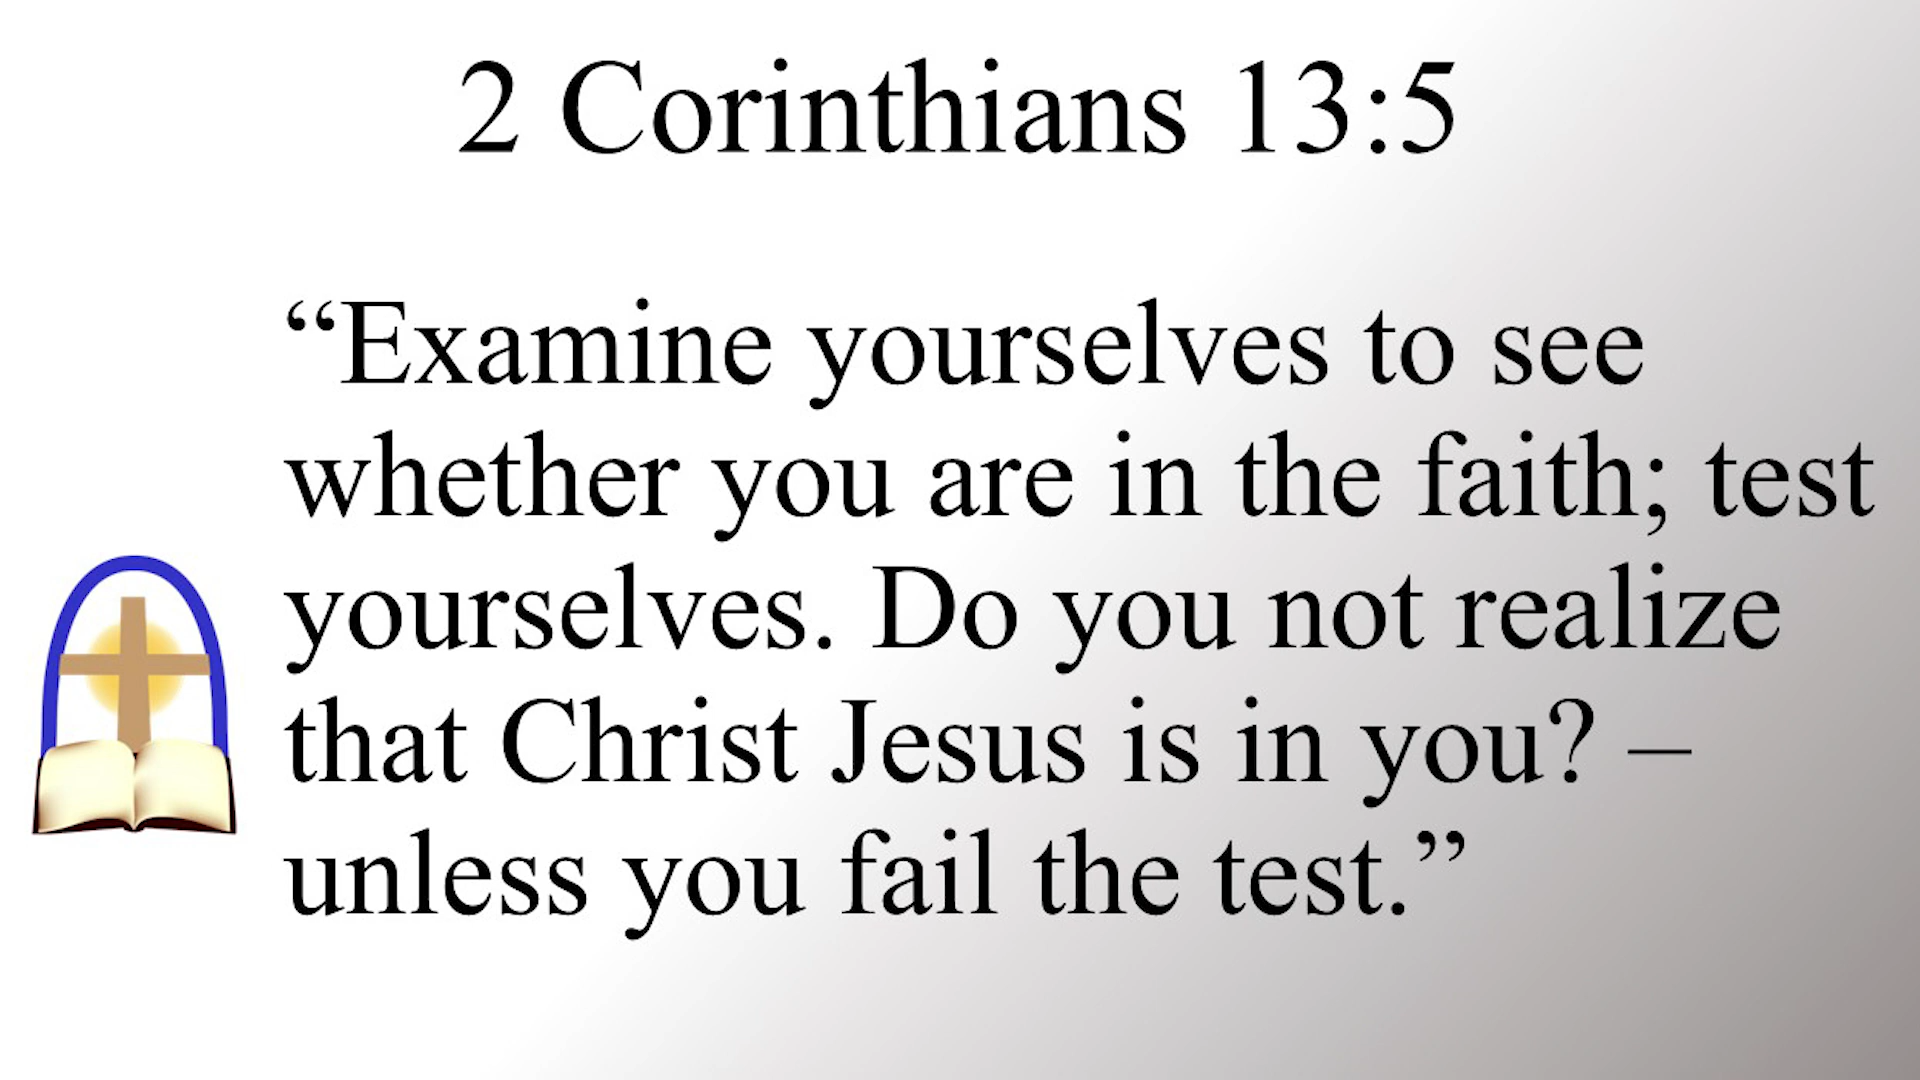 2 Corinthians 13:5
“Examine yourselves to see
whether you are in the faith; test
yourselves. Do you not realize
that Christ Jesus is in you? –
unless you fail the test.”